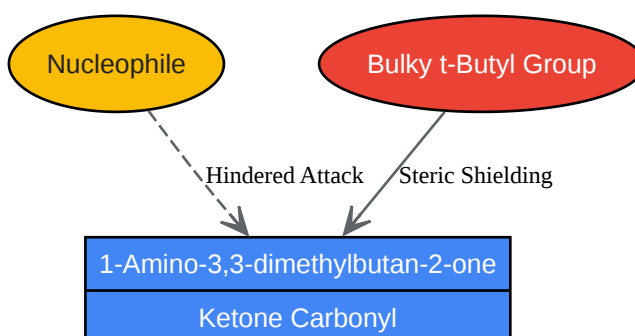 Nucleophile
Bulky t-Butyl Group
Hindered Attack
Steric Shielding
1-Amino-3,3-dimethylbutan-2-one
Ketone Carbonyl